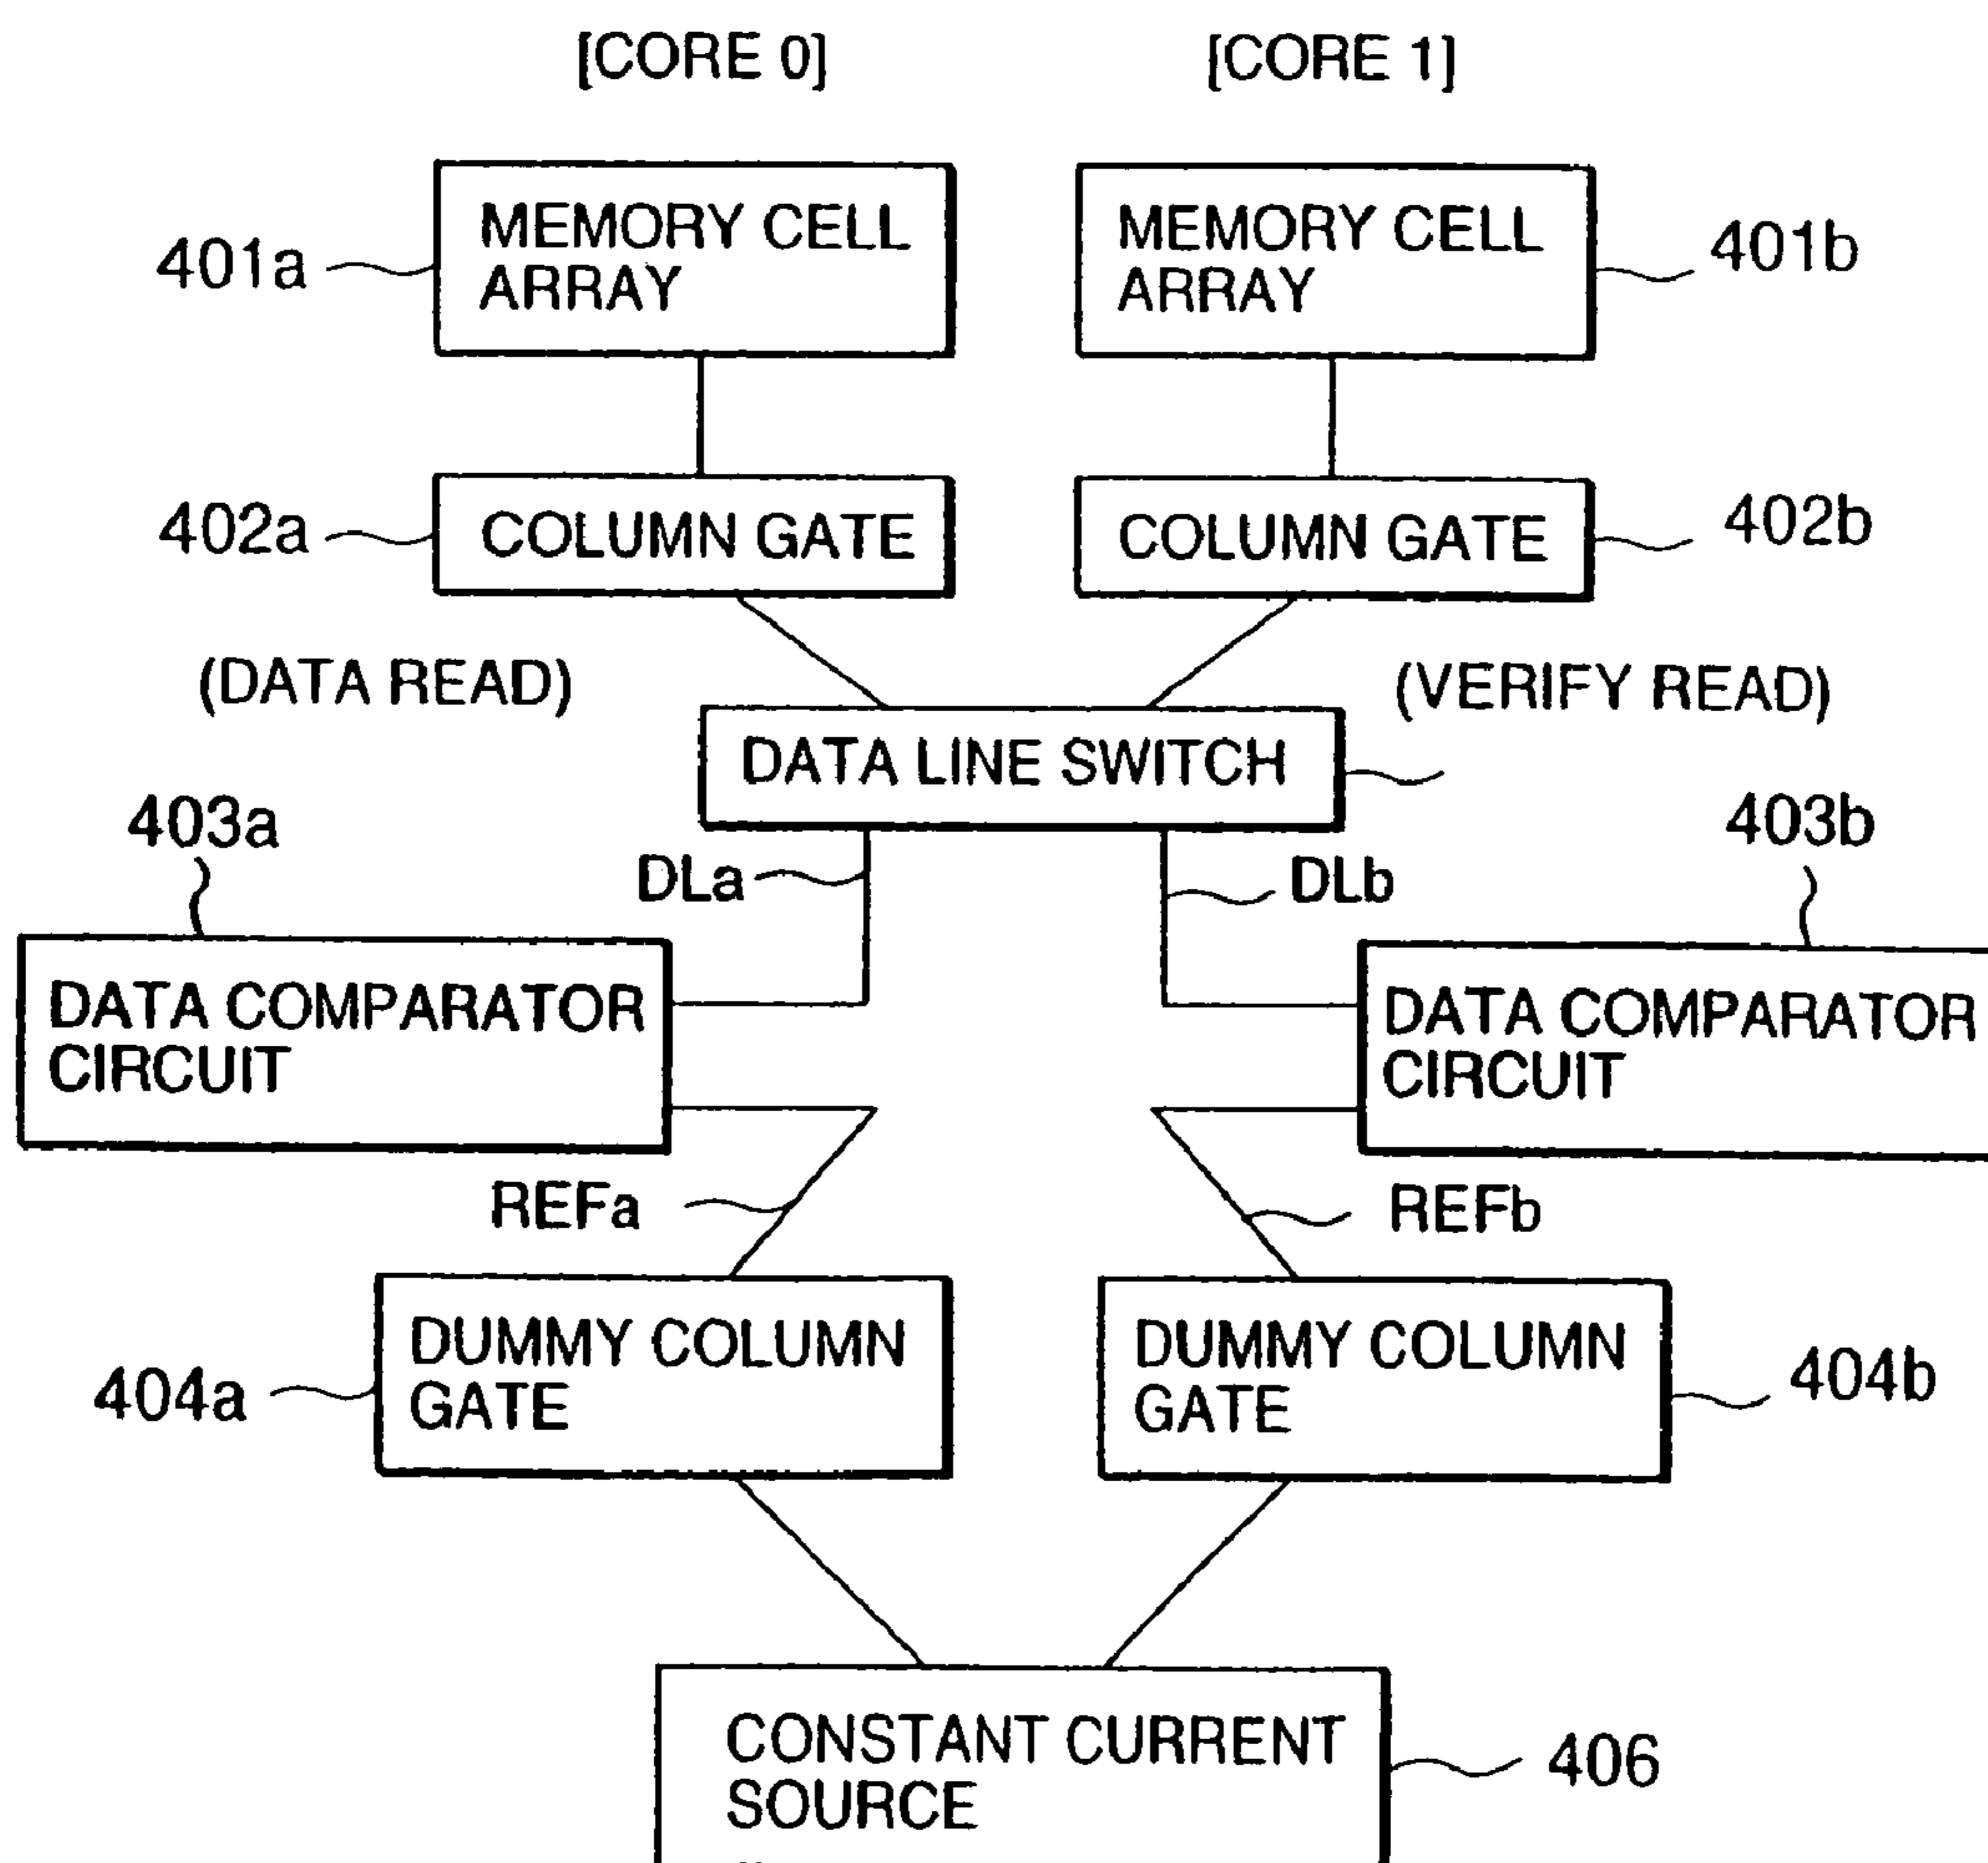 [CORE 0]
[CORE 1]
MEMORY CELL
ARRAY
MEMORY CELL
ARRAY
401a
401b
402a
COLUMN GATE
COLUMN GATE
402b
(DATA READ)
(VERIFY READ)
DATA LINE SWITCH
403a
403b
DLa
DLb
DATA COMPARATOR
CIRCUIT
DATA COMPARATOR
CIRCUIT
REFa
REFb
DUMMY COLUMN
GATE
DUMMY COLUMN
GATE
404a
404b
CONSTANT CURRENT
SOURCE
406